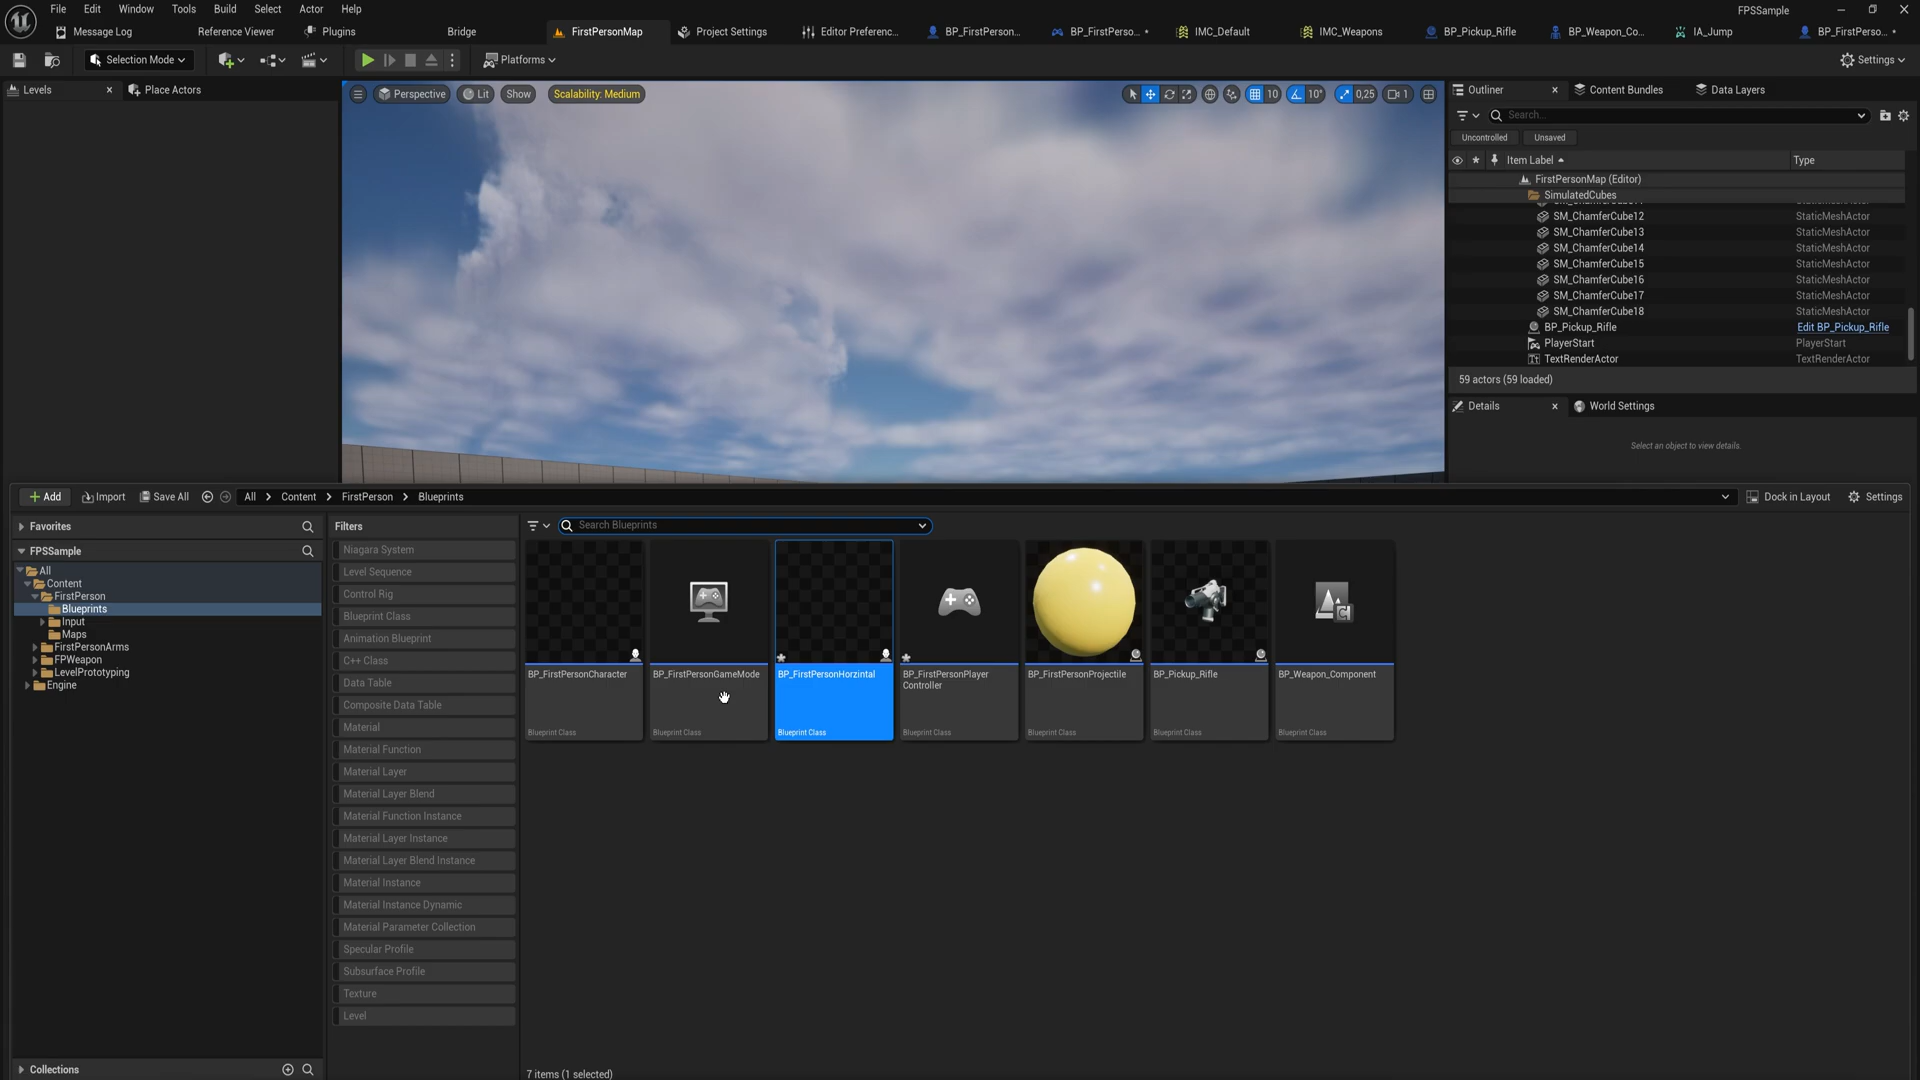 File Edit Window Tools Build Select Actor Help
FPSSample
Message Log Reference Viewer Plugins Bridge FirstPersonMap Project Settings Editor Preferenc... BP_FirstPerson... BP_FirstPerso... • IMC_Default IMC_Weapons BP_Pickup_Rifle BP_Weapon_Co... IA_Jump BP_FirstPerso... •
Selection Mode Platforms Settings
Levels Place Actors
Perspective Lit Show Scalability: Medium 10 10° 0,25 1
Outliner Content Bundles Data Layers
Search...
Uncontrolled Unsaved
Item Label Type
FirstPersonMap (Editor)
SimulatedCubes
SM_ChamferCube12 StaticMeshActor
SM_ChamferCube13 StaticMeshActor
SM_ChamferCube14 StaticMeshActor
SM_ChamferCube15 StaticMeshActor
SM_ChamferCube16 StaticMeshActor
SM_ChamferCube17 StaticMeshActor
SM_ChamferCube18 StaticMeshActor
BP_Pickup_Rifle Edit BP_Pickup_Rifle
PlayerStart PlayerStart
TextRenderActor TextRenderActor
59 actors (59 loaded)
Details World Settings
Select an object to view details.
Add Import Save All All Content FirstPerson Blueprints Dock in Layout Settings
Favorites
FPSSample
All
Content
FirstPerson
Blueprints
Input
Maps
FirstPersonArms
FPWeapon
LevelPrototyping
Engine
Collections
Filters
Niagara System
Level Sequence
Control Rig
Blueprint Class
Animation Blueprint
C++ Class
Data Table
Composite Data Table
Material
Material Function
Material Layer
Material Layer Blend
Material Function Instance
Material Layer Instance
Material Layer Blend Instance
Material Instance
Material Instance Dynamic
Material Parameter Collection
Specular Profile
Subsurface Profile
Texture
Level
Search Blueprints
BP_FirstPersonCharacter
Blueprint Class
BP_FirstPersonGameMode
Blueprint Class
BP_FirstPersonHorzintal
Blueprint Class
BP_FirstPersonPlayer
Controller
Blueprint Class
BP_FirstPersonProjectile
Blueprint Class
BP_Pickup_Rifle
Blueprint Class
BP_Weapon_Component
Blueprint Class
7 items (1 selected)